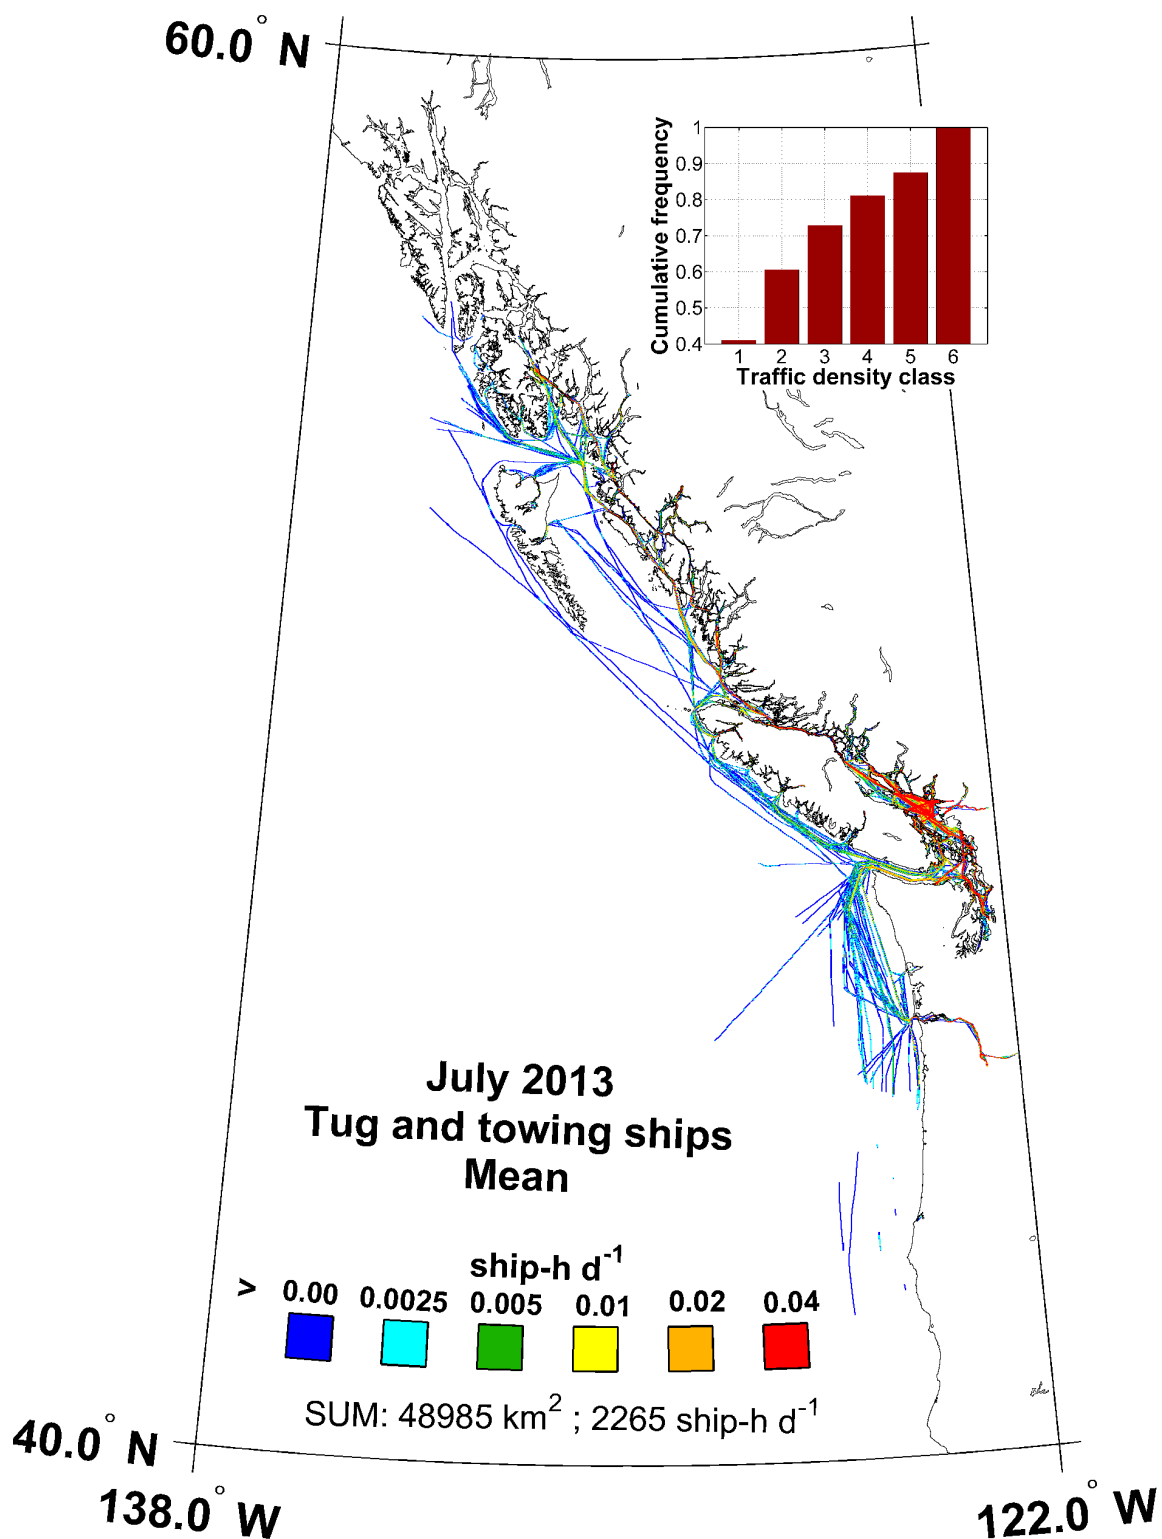 60.0° N
Cumulative frequency
1
0.9
0.8
0.7
0.6
0.5
0.4
1 2 3 4 5 6
Traffic density class
July 2013
Tug and towing ships
Mean
ship-h d⁻¹
> 0.00 0.0025 0.005 0.01 0.02 0.04
SUM: 48985 km² ; 2265 ship-h d⁻¹
40.0° N
138.0° W
122.0° W